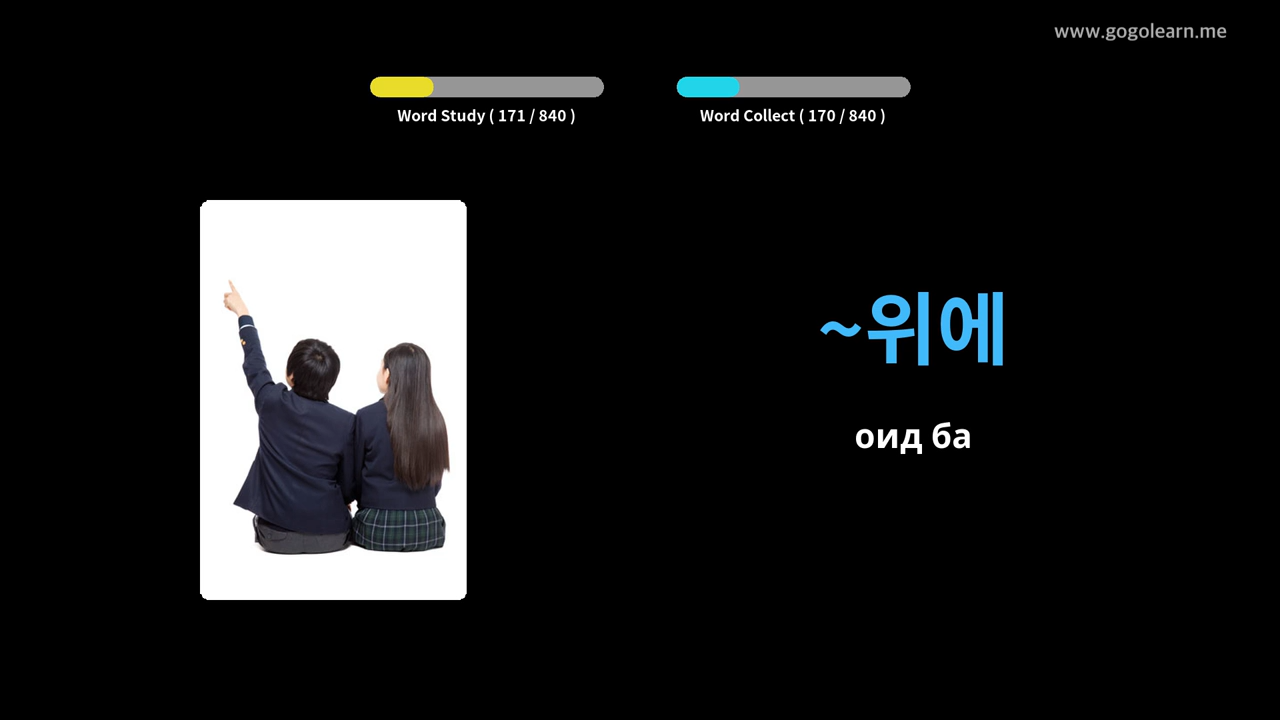 www.gogolearn.me
Word Study ( 171 / 840 )
Word Collect ( 170 / 840 )
~위에
оид ба